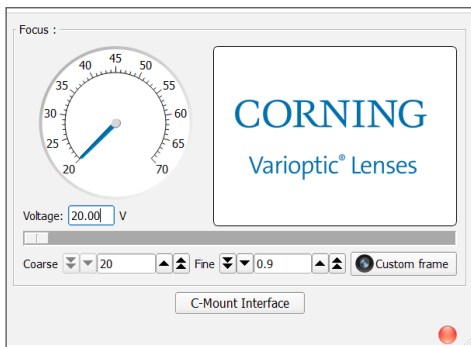 Focus :
45
40 50
35 55
30 60
25 65
20 70
CORNING
Varioptic® Lenses
Voltage: 20.00 V
Coarse 20 Fine 0.9 Custom frame
C-Mount Interface